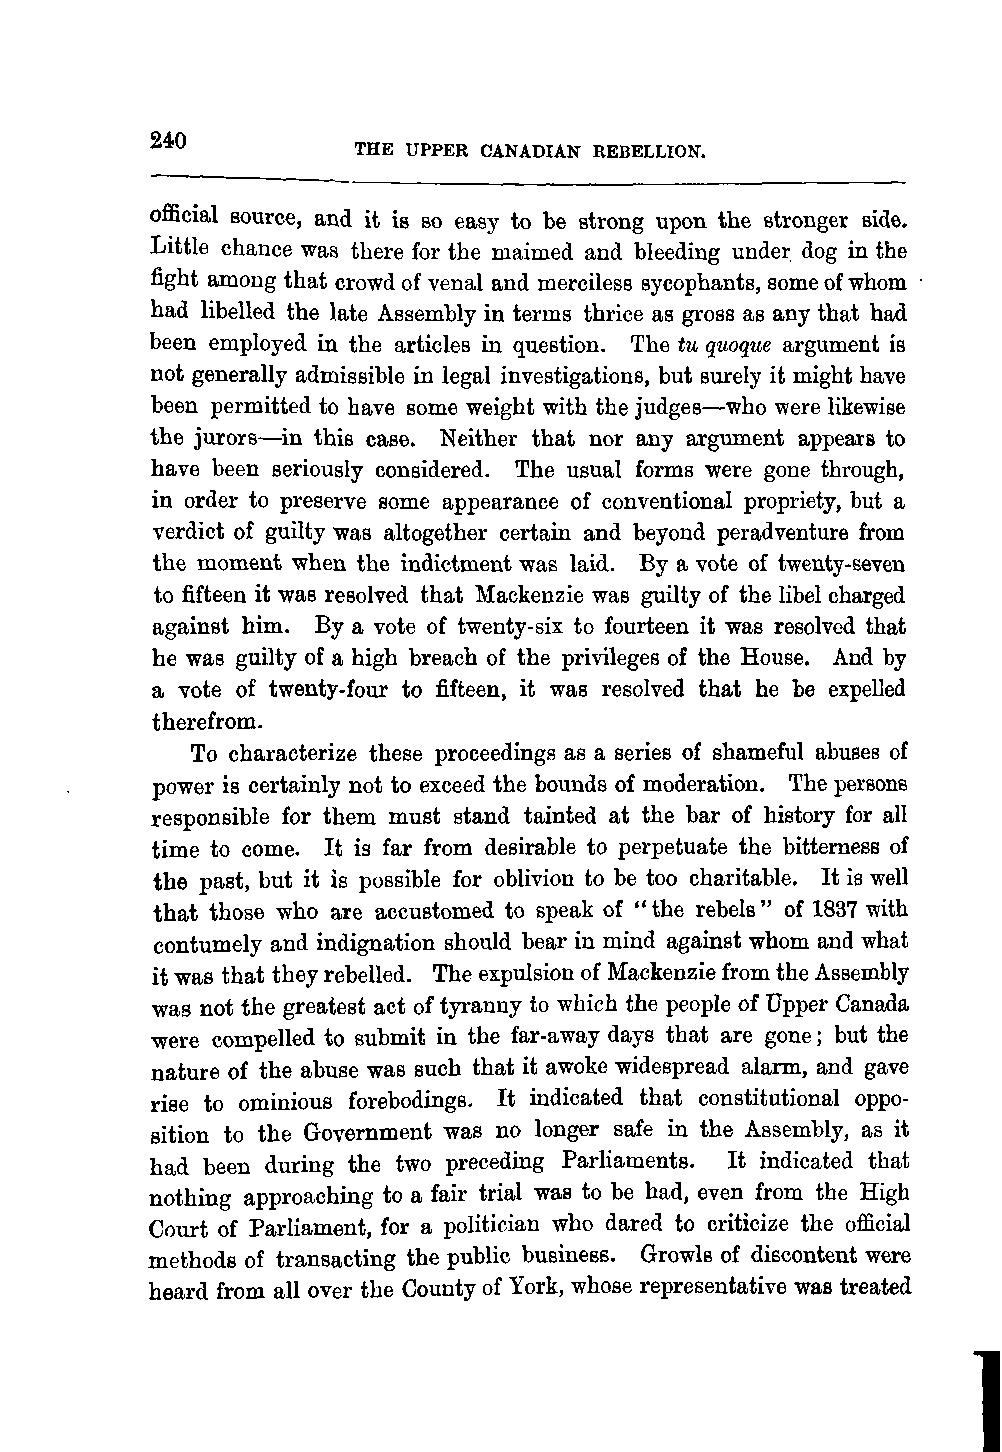 240
THE UPPER CANADIAN REBELLION.
official source, and it is so easy to be strong upon the stronger side.
Little chance was there for the maimed and bleeding under dog in the
fight among that crowd of venal and merciless sycophants, some of whom
had libelled the late Assembly in terms thrice as gross as any that had
been employed in the articles in question. The tu quoque argument is
not generally admissible in legal investigations, but surely it might have
been permitted to have some weight with the judges—who were likewise
the jurors—in this case. Neither that nor any argument appears to
have been seriously considered. The usual forms were gone through,
in order to preserve some appearance of conventional propriety, but a
verdict of guilty was altogether certain and beyond peradventure from
the moment when the indictment was laid. By a vote of twenty-seven
to fifteen it was resolved that Mackenzie was guilty of the libel charged
against him. By a vote of twenty-six to fourteen it was resolved that
he was guilty of a high breach of the privileges of the House. And by
a vote of twenty-four to fifteen, it was resolved that he be expelled
therefrom.
To characterize these proceedings as a series of shameful abuses of
power is certainly not to exceed the bounds of moderation. The persons
responsible for them must stand tainted at the bar of history for all
time to come. It is far from desirable to perpetuate the bitterness of
the past, but it is possible for oblivion to be too charitable. It is well
that those who are accustomed to speak of "the rebels" of 1837 with
contumely and indignation should bear in mind against whom and what
it was that they rebelled. The expulsion of Mackenzie from the Assembly
was not the greatest act of tyranny to which the people of Upper Canada
were compelled to submit in the far-away days that are gone; but the
nature of the abuse was such that it awoke widespread alarm, and gave
rise to ominious forebodings. It indicated that constitutional oppo-
sition to the Government was no longer safe in the Assembly, as it
had been during the two preceding Parliaments. It indicated that
nothing approaching to a fair trial was to be had, even from the High
Court of Parliament, for a politician who dared to criticize the official
methods of transacting the public business. Growls of discontent were
heard from all over the County of York, whose representative was treated